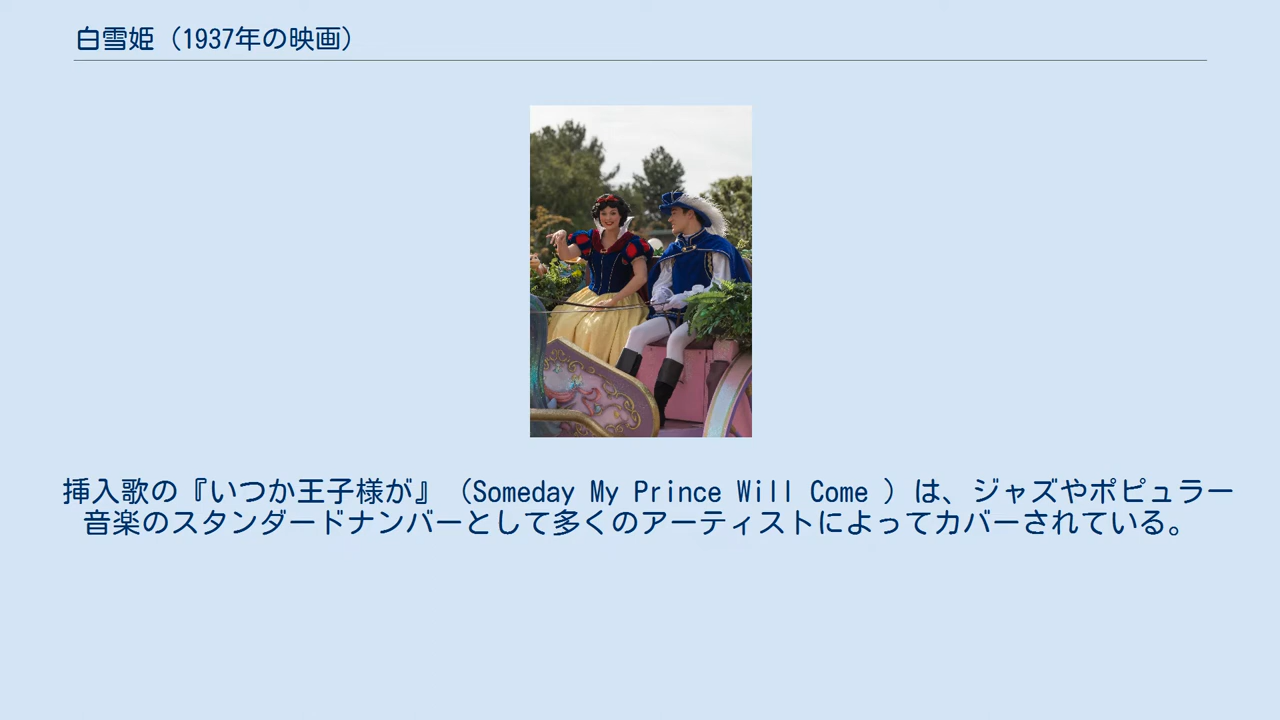 白雪姫（1937年の映画）
挿入歌の『いつか王子様が』（Someday My Prince Will Come ）は、ジャズやポピュラー
音楽のスタンダードナンバーとして多くのアーティストによってカバーされている。